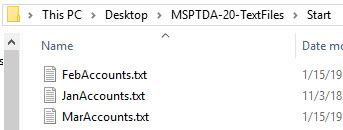 This PC > Desktop > MSPTDA-20-TextFiles > Start
Name Date mo
FebAccounts.txt 1/15/19
JanAccounts.txt 11/3/18
MarAccounts.txt 1/15/19